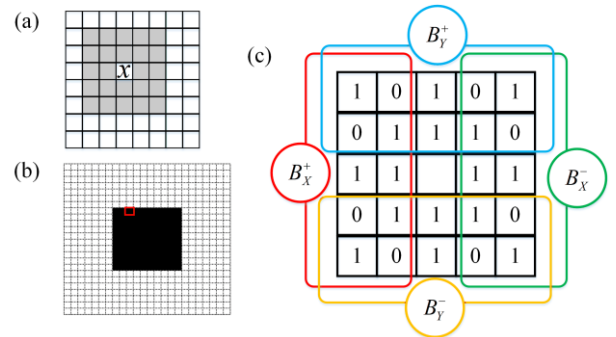 (a)
x
(b)
(c)
B_Y^+
B_X^+
B_X^-
B_Y^-
1 0 1 0 1
0 1 1 1 0
1 1 1 1
0 1 1 1 0
1 0 1 0 1